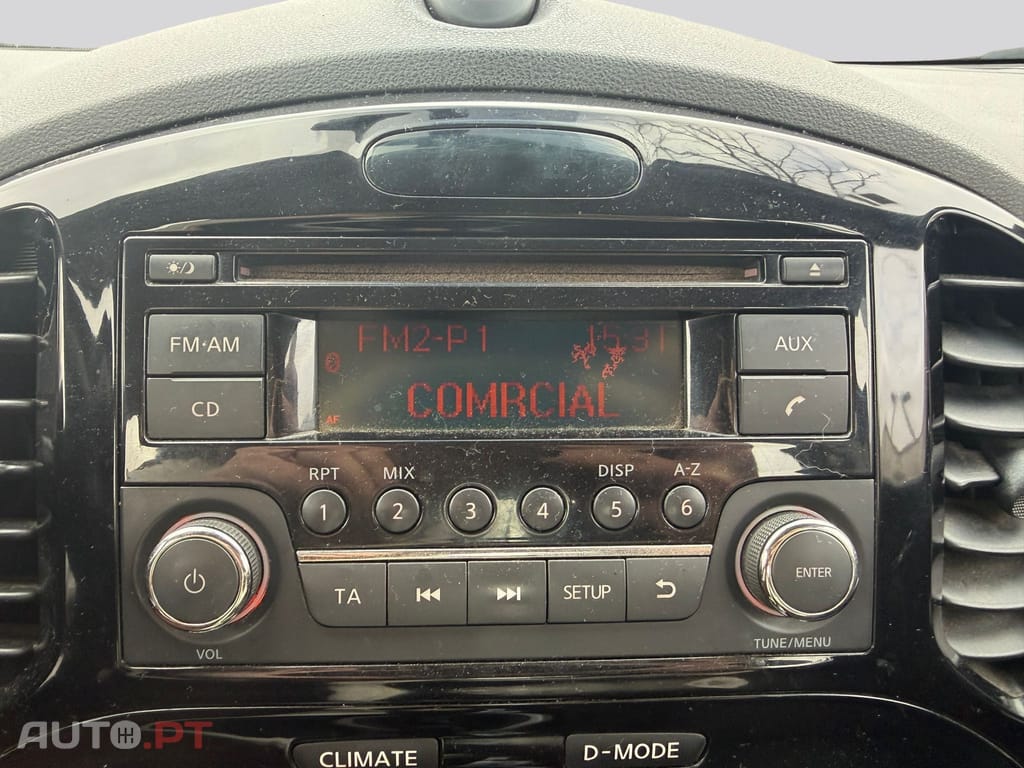 FM•AM
CD
FM2-P1 15:31
AF
COMRCIAL
AUX
RPT MIX DISP A-Z
1 2 3 4 5 6
TA SETUP
ENTER
VOL
TUNE/MENU
CLIMATE D-MODE
AUTO.PT